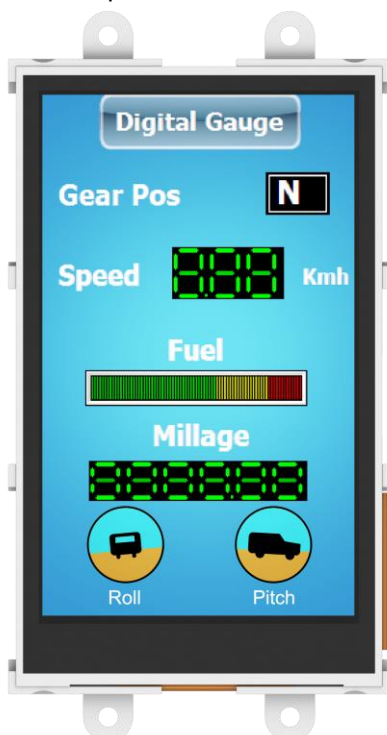 Digital Gauge
Gear Pos N
Speed Kmh
Fuel
Millage
Roll Pitch